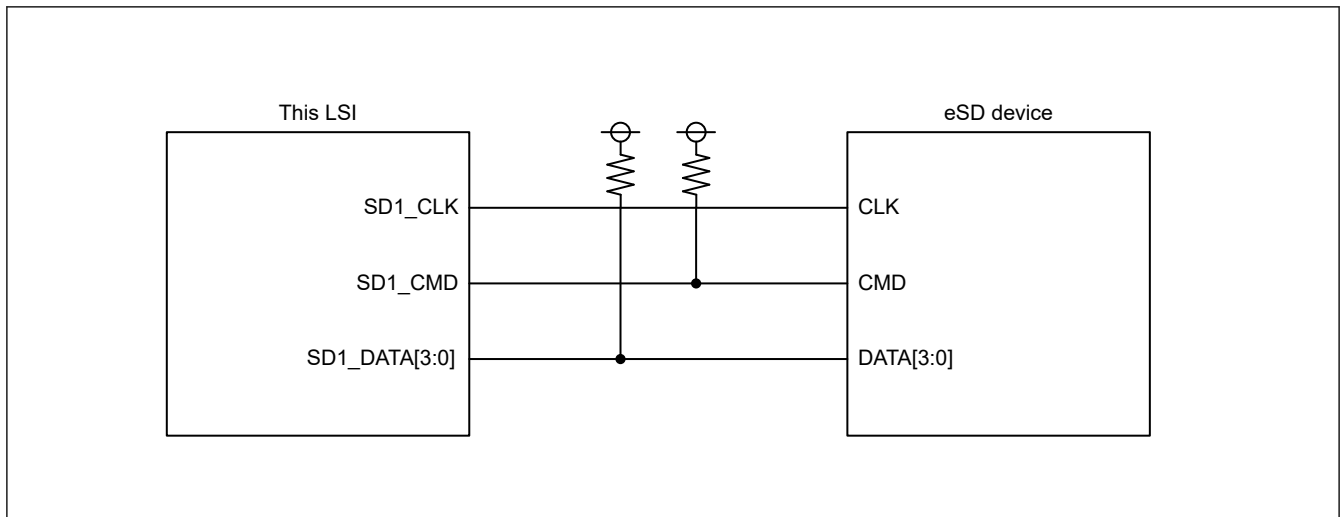 This LSI
eSD device
SD1_CLK
CLK
SD1_CMD
CMD
SD1_DATA[3:0]
DATA[3:0]